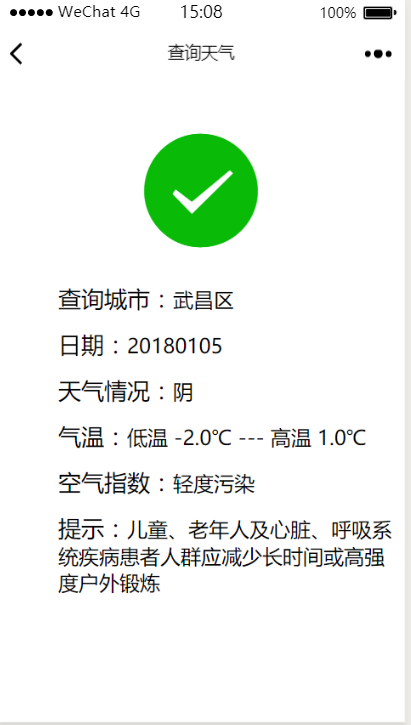 ●●●●● WeChat 4G 15:08 100%
查询天气
查询城市：武昌区
日期：20180105
天气情况：阴
气温：低温 -2.0℃ --- 高温 1.0℃
空气指数：轻度污染
提示：儿童、老年人及心脏、呼吸系
统疾病患者人群应减少长时间或高强
度户外锻炼